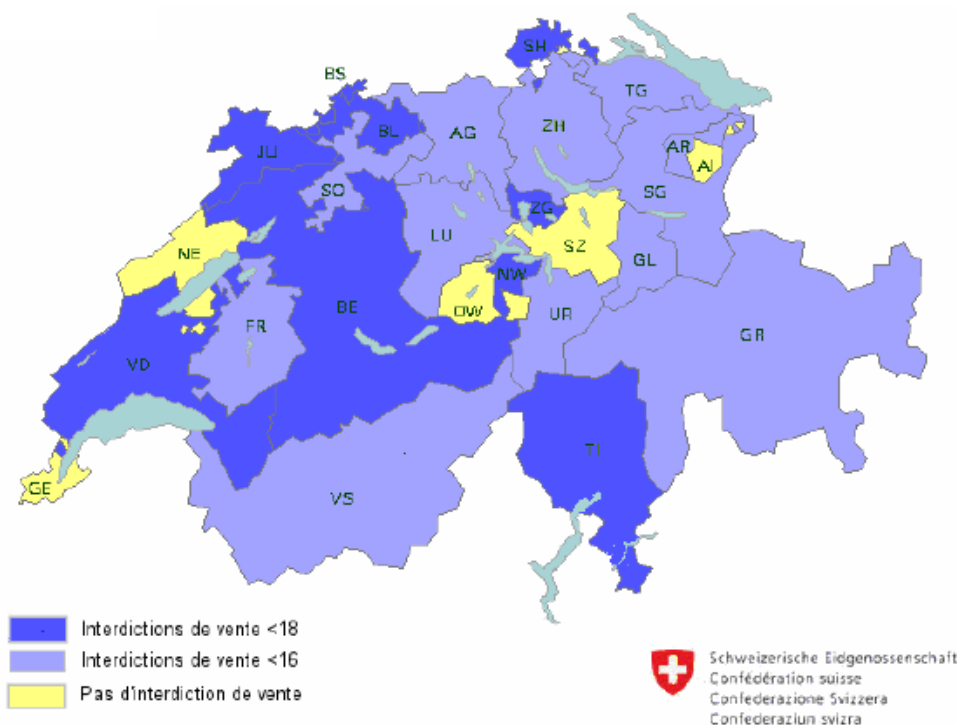 SH
BS
TG
BL
AG
ZH
JU
AR
AI
SO
ZG
SG
LU
SZ
NE
GL
NW
OW
BE
UR
FR
GR
VD
TI
GE
VS
Interdictions de vente <18
Interdictions de vente <16
Pas d'interdiction de vente
Schweizerische Eidgenossenschaft
Confédération suisse
Confederazione Svizzera
Confederaziun svizra